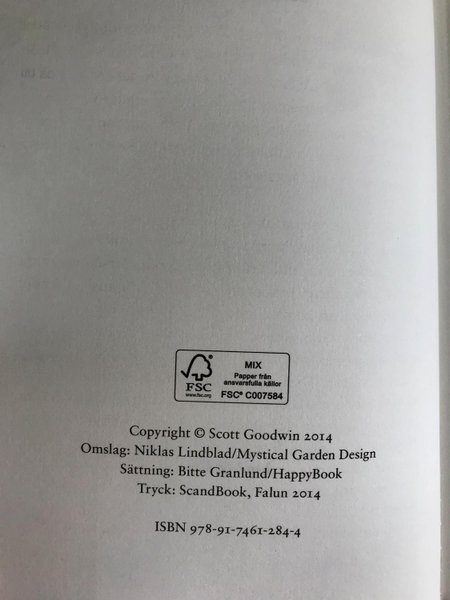 FSC
www.fsc.org
MIX
Papper från
ansvarsfulla källor
FSC® C007584
Copyright © Scott Goodwin 2014
Omslag: Niklas Lindblad/Mystical Garden Design
Sättning: Bitte Granlund/HappyBook
Tryck: ScandBook, Falun 2014
ISBN 978-91-7461-284-4